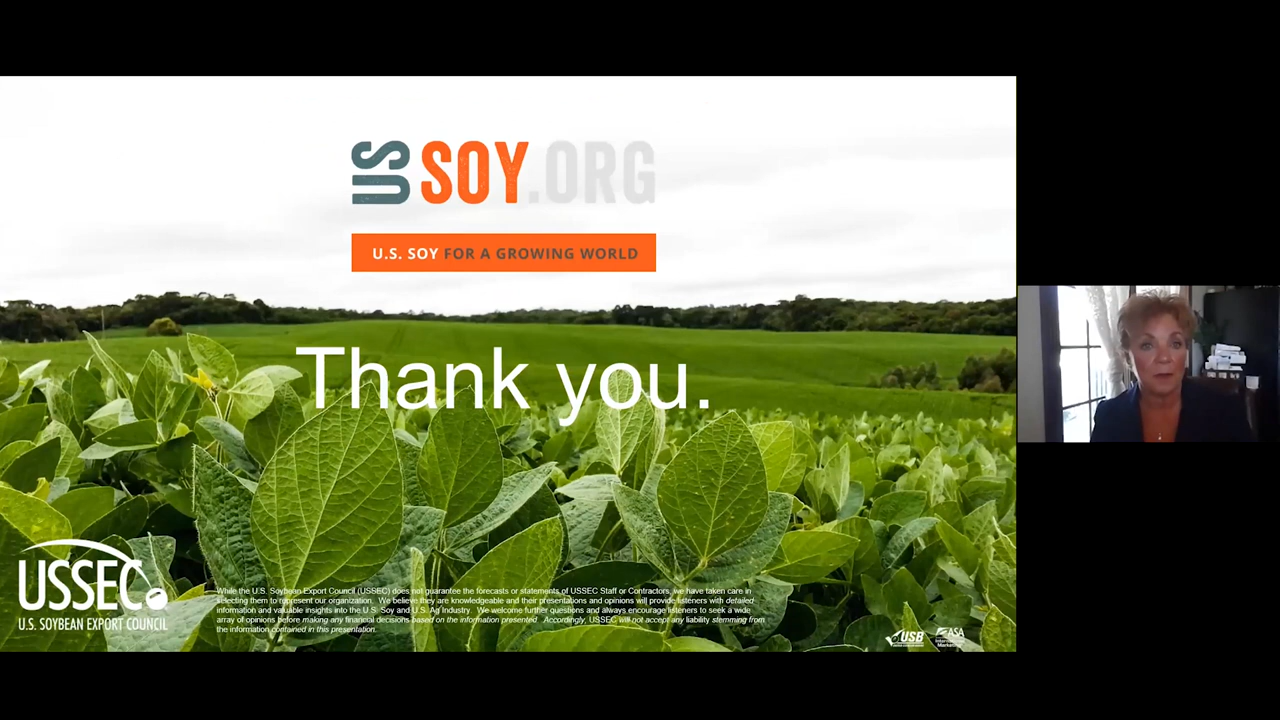 US SOY.ORG
U.S. SOY FOR A GROWING WORLD
Thank you.
USSEC
U.S. SOYBEAN EXPORT COUNCIL
While the U.S. Soybean Export Council (USSEC) does not guarantee the forecasts or statements of USSEC Staff or Contractors, we have taken care in
selecting them to represent our organization. We believe they are knowledgeable and their presentations and opinions will provide listeners with detailed
information and valuable insights into the U.S. Soy and U.S. Ag Industry. We welcome further questions and always encourage listeners to seek a wide
array of opinions before making any financial decisions based on the information presented. Accordingly, USSEC will not accept any liability stemming from
the information contained in this presentation.
USB
ASA
International
Marketing